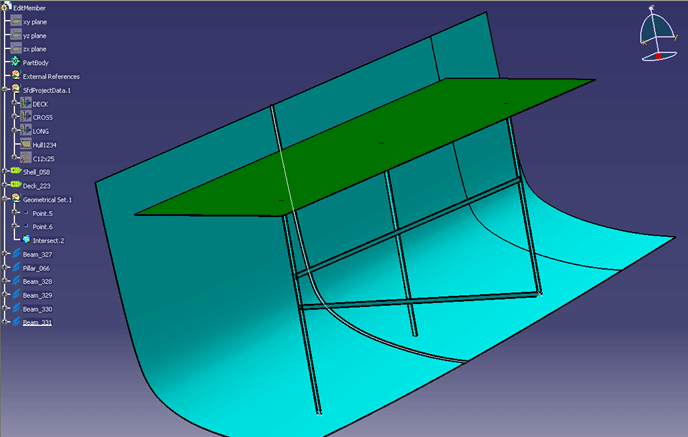 EditMember
xy plane
yz plane
zx plane
PartBody
External References
SfdProjectData.1
DECK
CROSS
LONG
Hull1234
C12x25
Shell_058
Deck_223
Geometrical Set.1
Point.5
Point.6
Intersect.2
Beam_327
Pillar_066
Beam_328
Beam_329
Beam_330
Beam_331